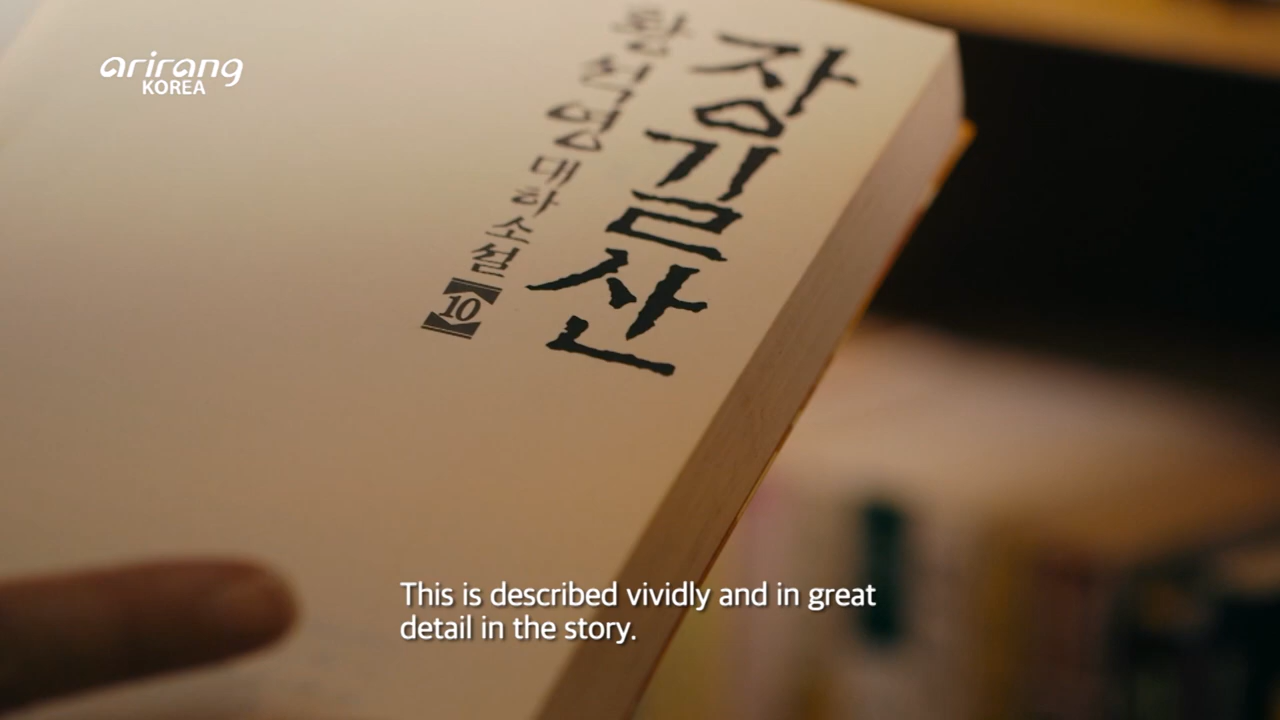 arirang
KOREA
장길산
황석영 대하소설
10
This is described vividly and in great
detail in the story.